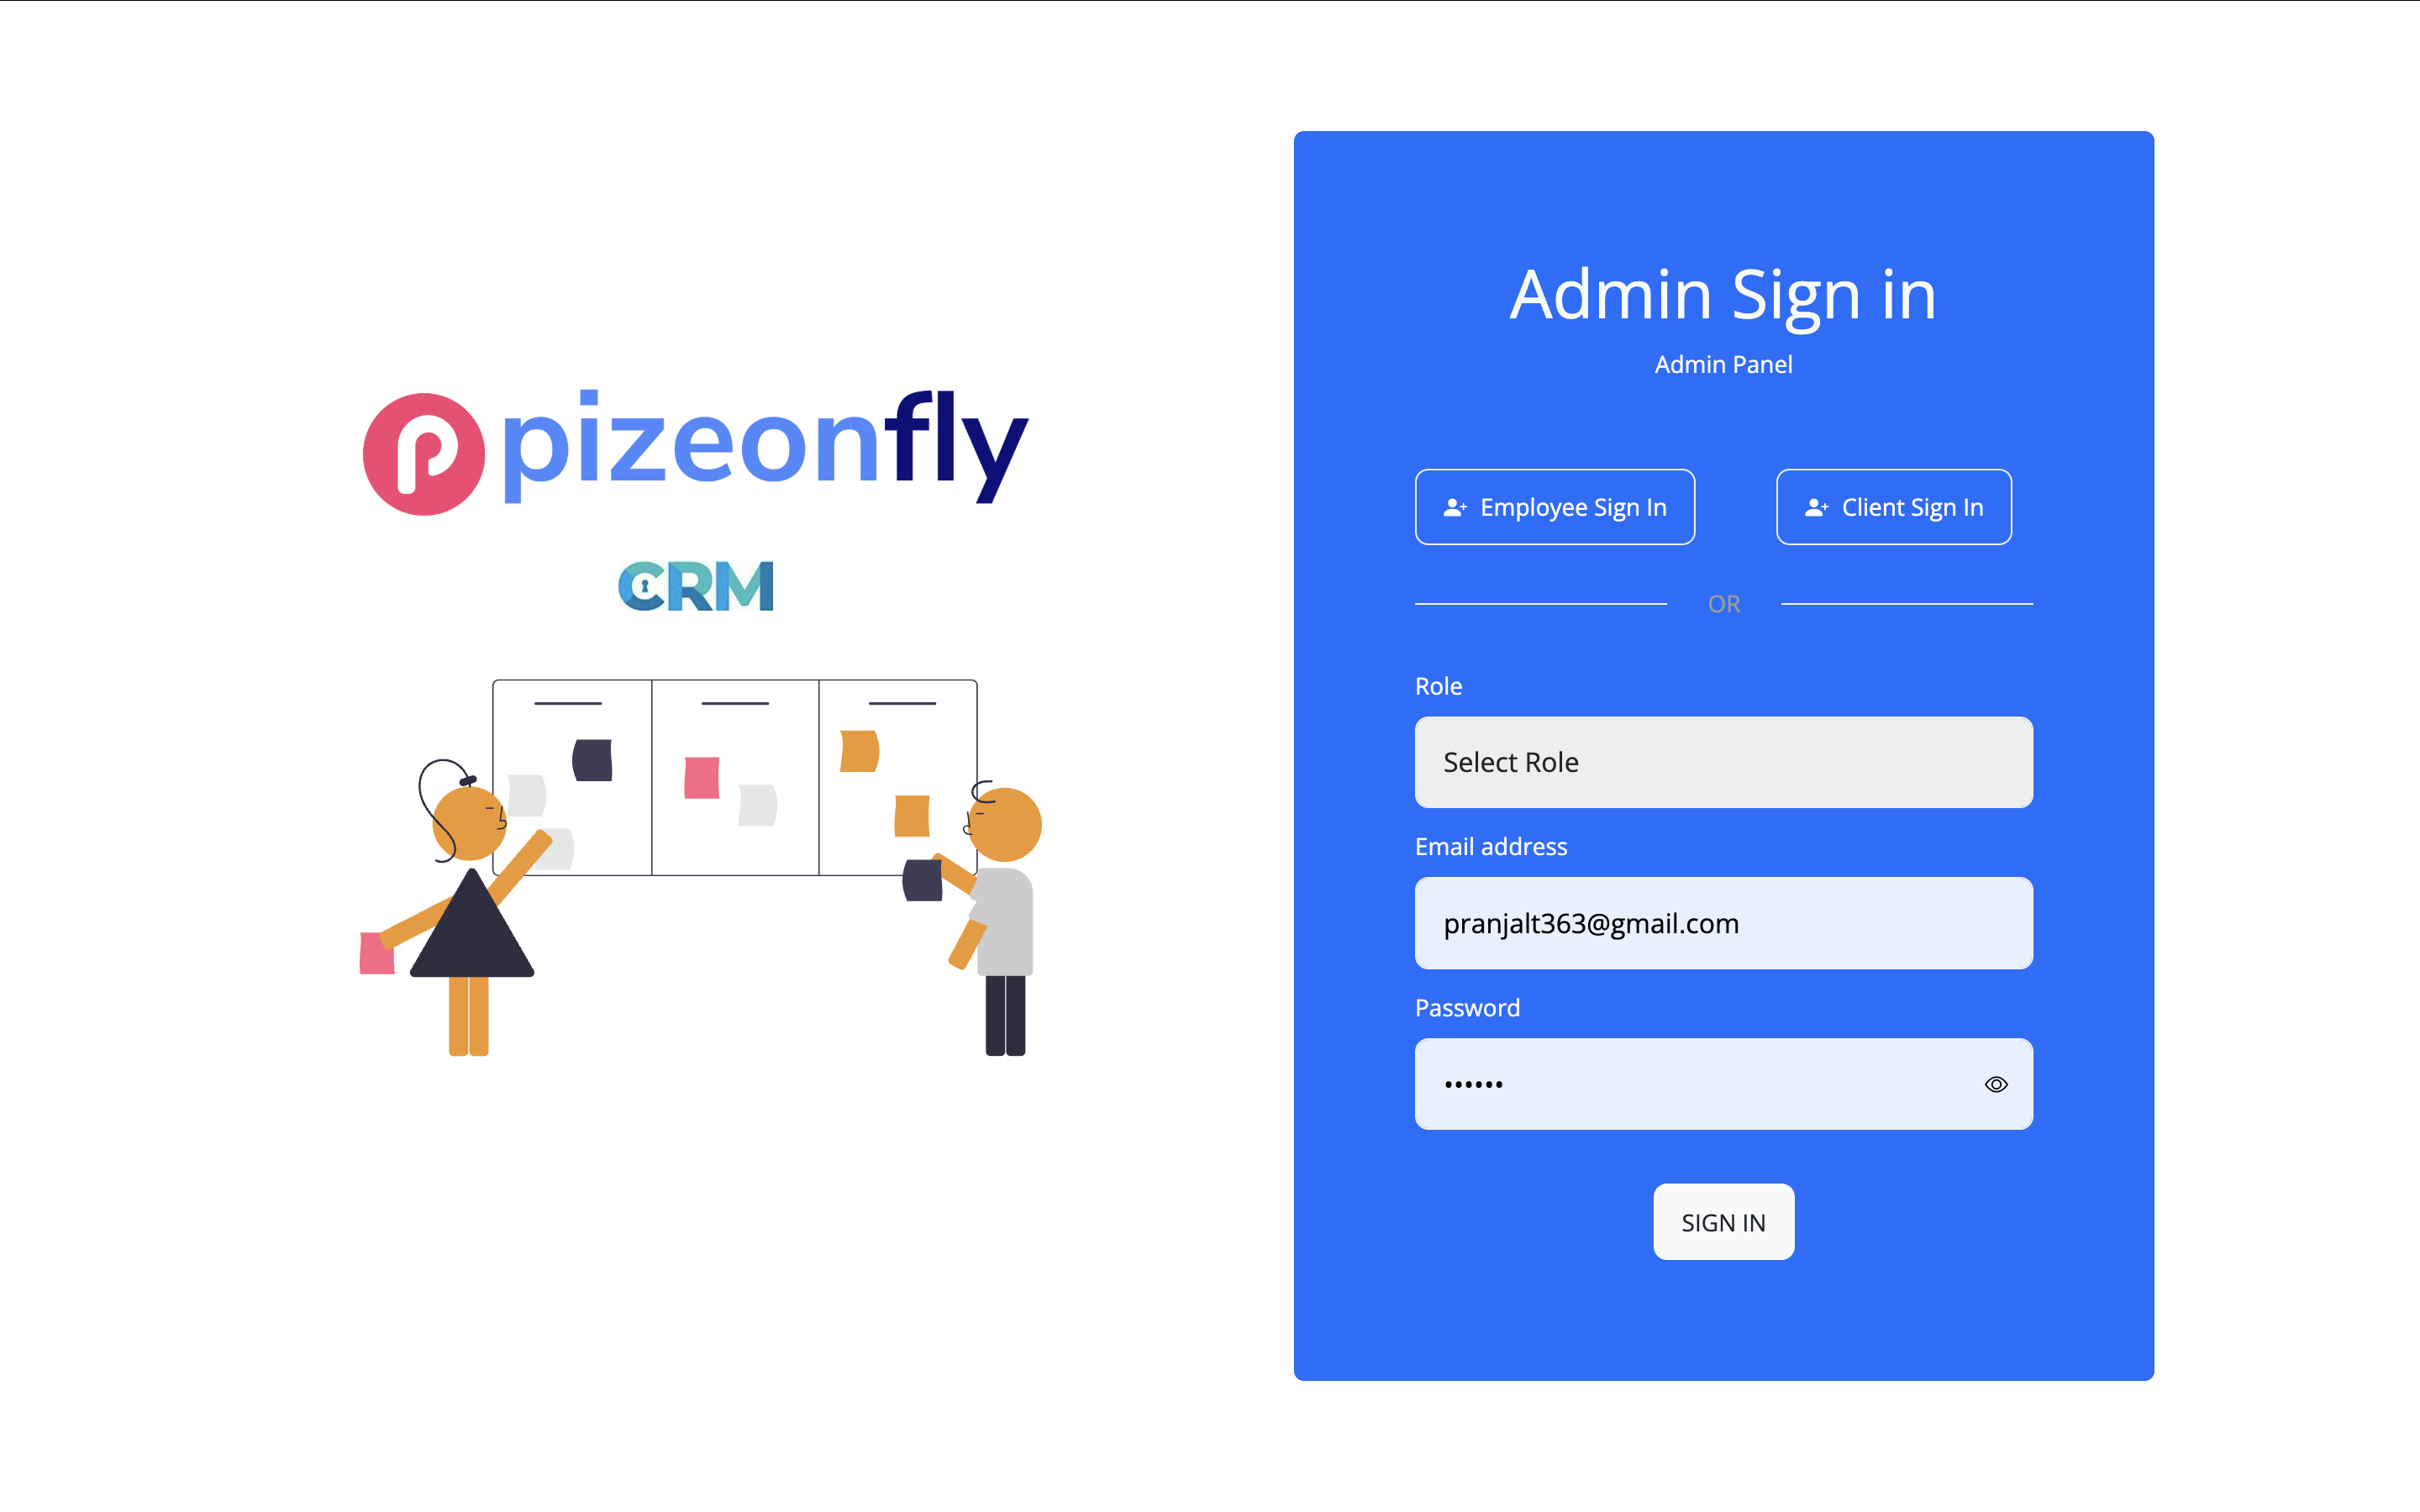 pizeonfly
CRM
Admin Sign in
Admin Panel
Employee Sign In
Client Sign In
OR
Role
Select Role
Email address
pranjalt363@gmail.com
Password
••••••
SIGN IN